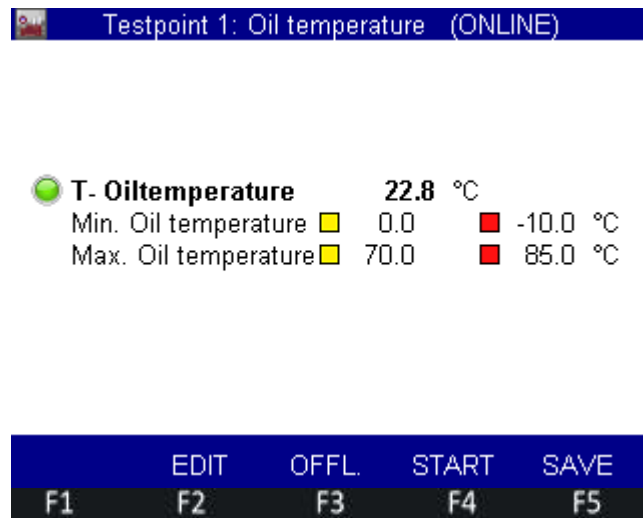 Testpoint 1: Oil temperature (ONLINE)
T- Oiltemperature 22.8 °C
Min. Oil temperature 0.0 -10.0 °C
Max. Oil temperature 70.0 85.0 °C
EDIT OFFL. START SAVE
F1 F2 F3 F4 F5